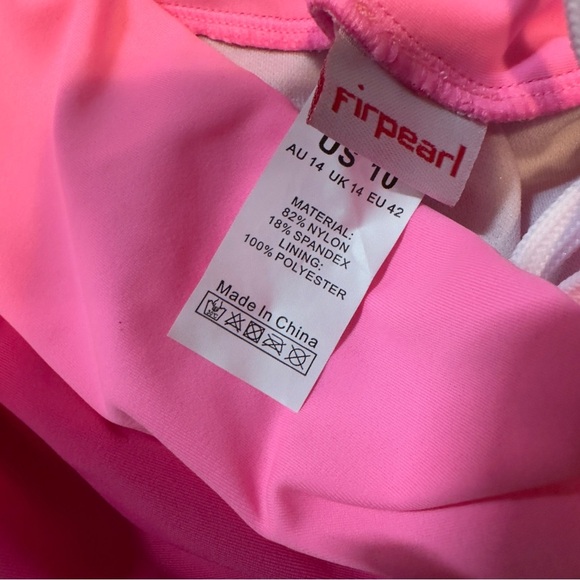 Firpearl
US 10
AU 14 UK 14 EU 42
MATERIAL:
82% NYLON
18% SPANDEX
LINING:
100% POLYESTER
Made In China